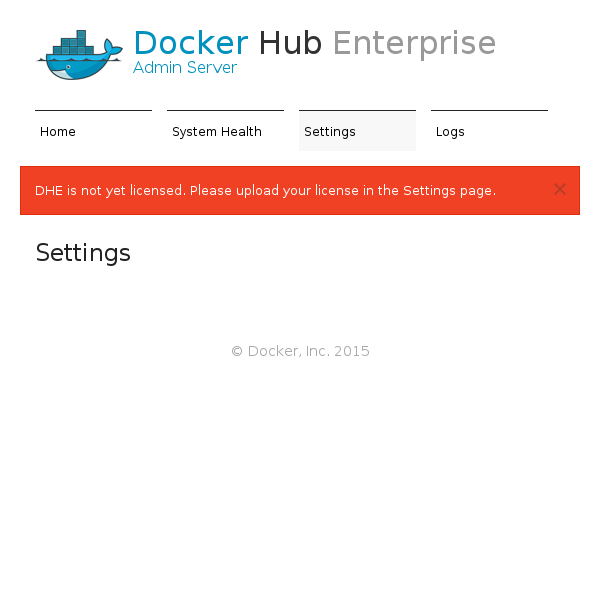 Docker Hub Enterprise
Admin Server
Home System Health Settings Logs
DHE is not yet licensed. Please upload your license in the Settings page. ×
Settings
© Docker, Inc. 2015